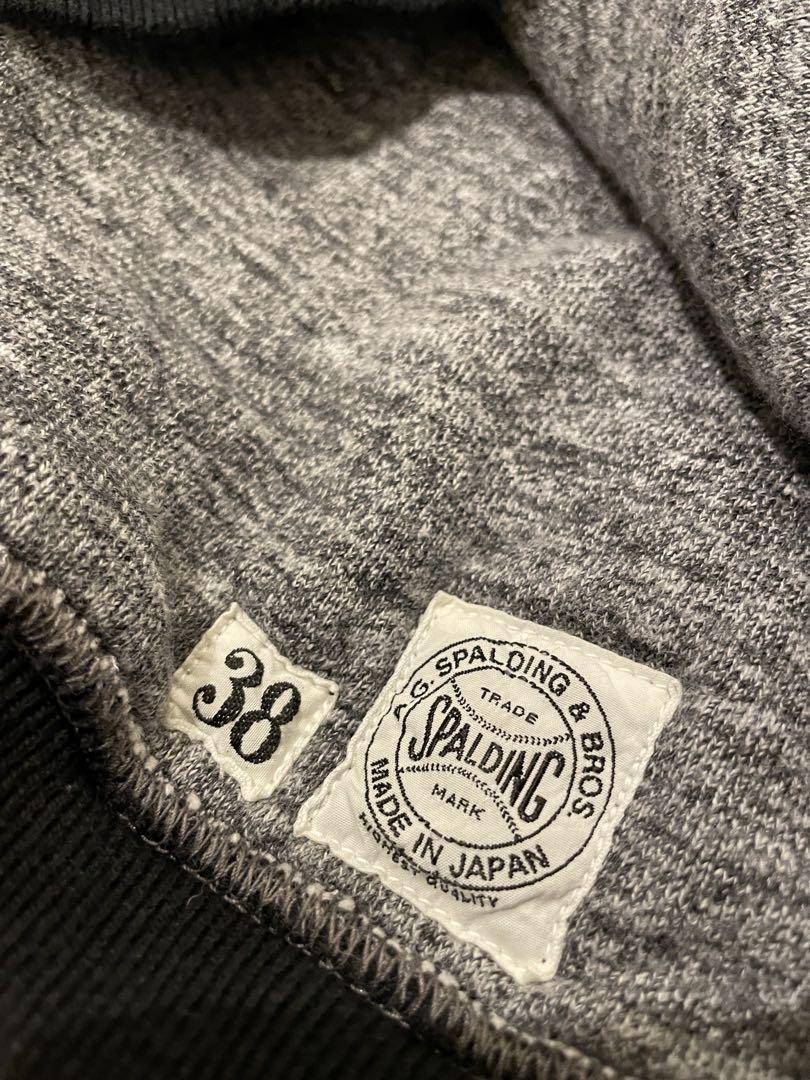 38
A.G. SPALDING & BROS.
TRADE
SPALDING
MARK
MADE IN JAPAN
HIGHEST QUALITY